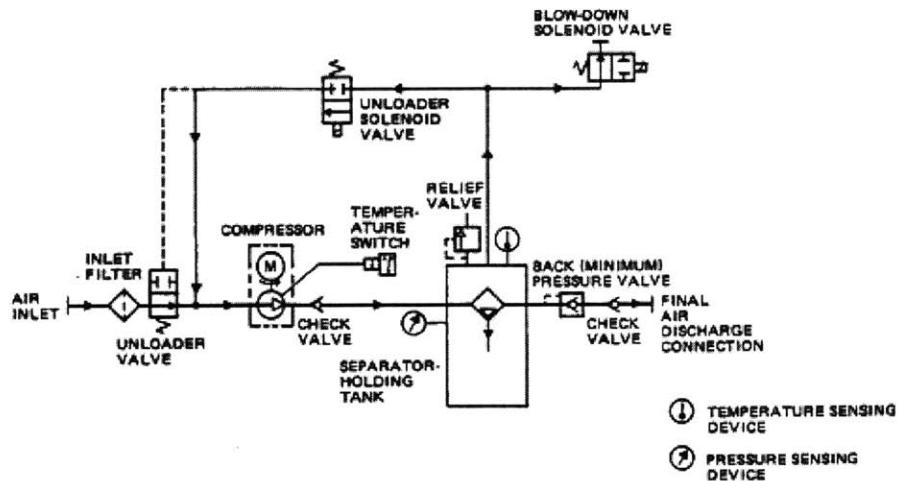 BLOW-DOWN
SOLENOID VALVE
UNLOADER
SOLENOID
VALVE
RELIEF
VALVE
TEMPER-
ATURE
SWITCH
COMPRESSOR
M
INLET
FILTER
BACK (MINIMUM)
PRESSURE VALVE
AIR
INLET
UNLOADER
VALVE
CHECK
VALVE
CHECK
VALVE
FINAL
AIR
DISCHARGE
CONNECTION
SEPARATOR-
HOLDING
TANK
TEMPERATURE SENSING
DEVICE
PRESSURE SENSING
DEVICE